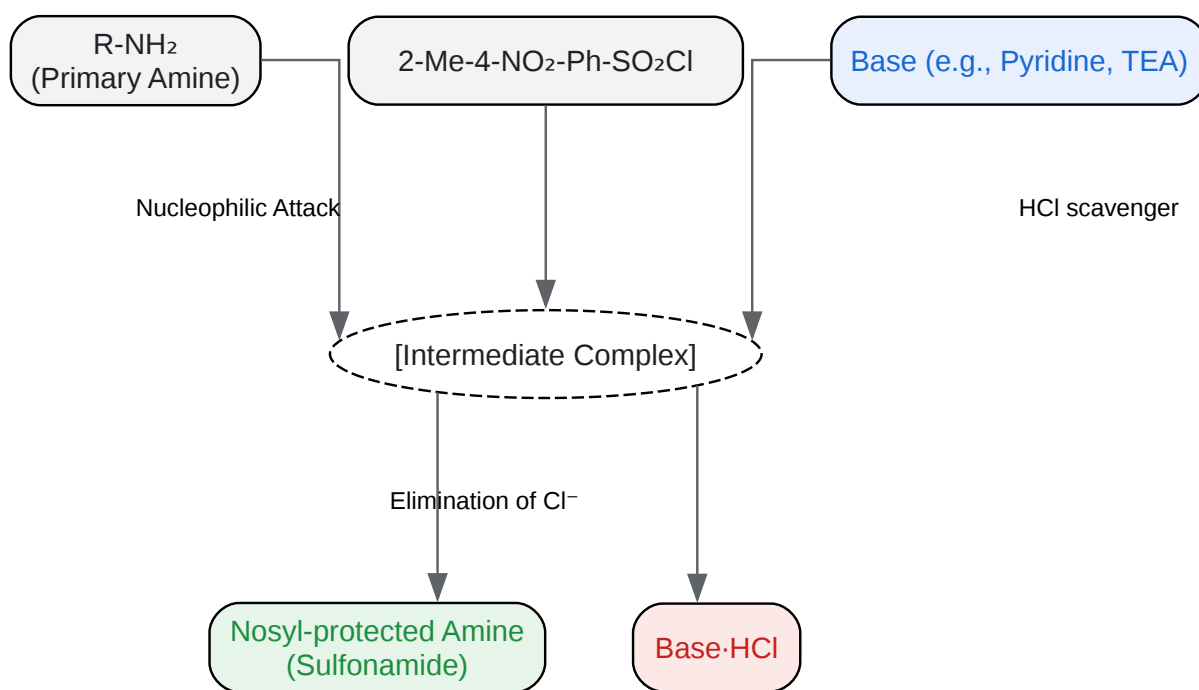 R-NH₂
(Primary Amine)
2-Me-4-NO₂-Ph-SO₂Cl
Base (e.g., Pyridine, TEA)
Nucleophilic Attack
HCl scavenger
[Intermediate Complex]
Elimination of Cl⁻
Nosyl-protected Amine
(Sulfonamide)
Base·HCl